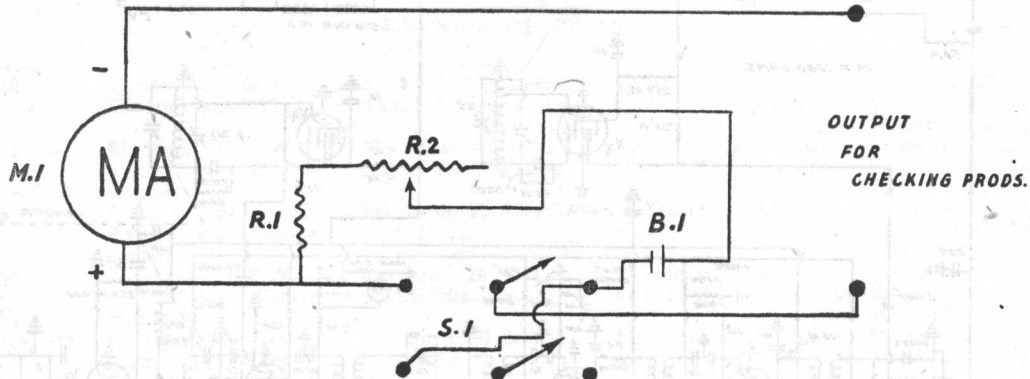 -
M.1
MA
+
R.1
R.2
B.1
S.1
OUTPUT
FOR
CHECKING PRODS.